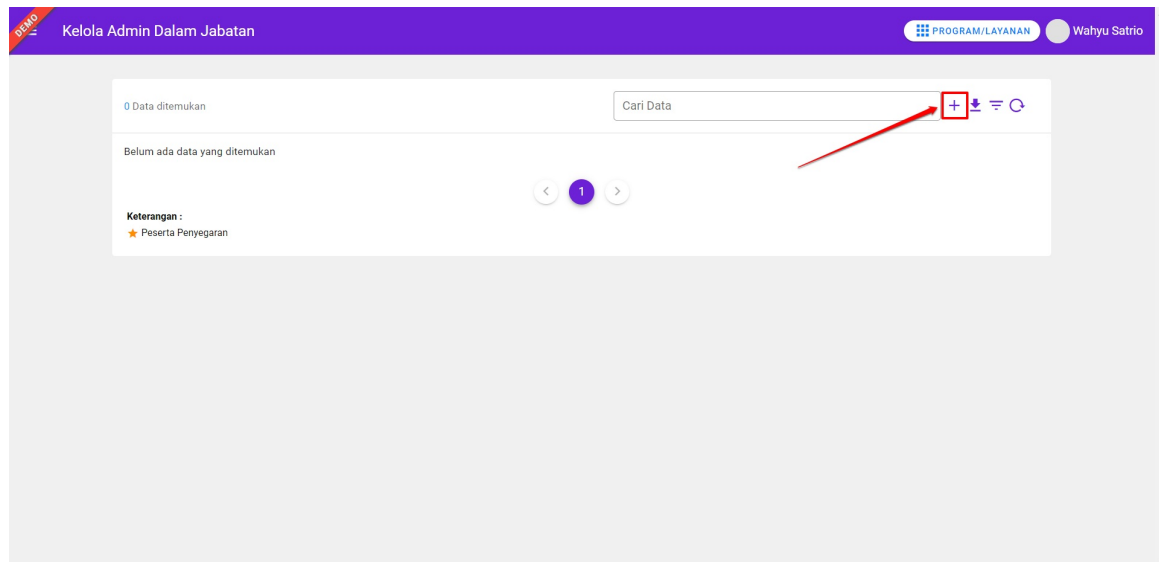 DEMO
Kelola Admin Dalam Jabatan
PROGRAM/LAYANAN
Wahyu Satrio
0 Data ditemukan
Cari Data
Belum ada data yang ditemukan
1
Keterangan :
Peserta Penyegaran